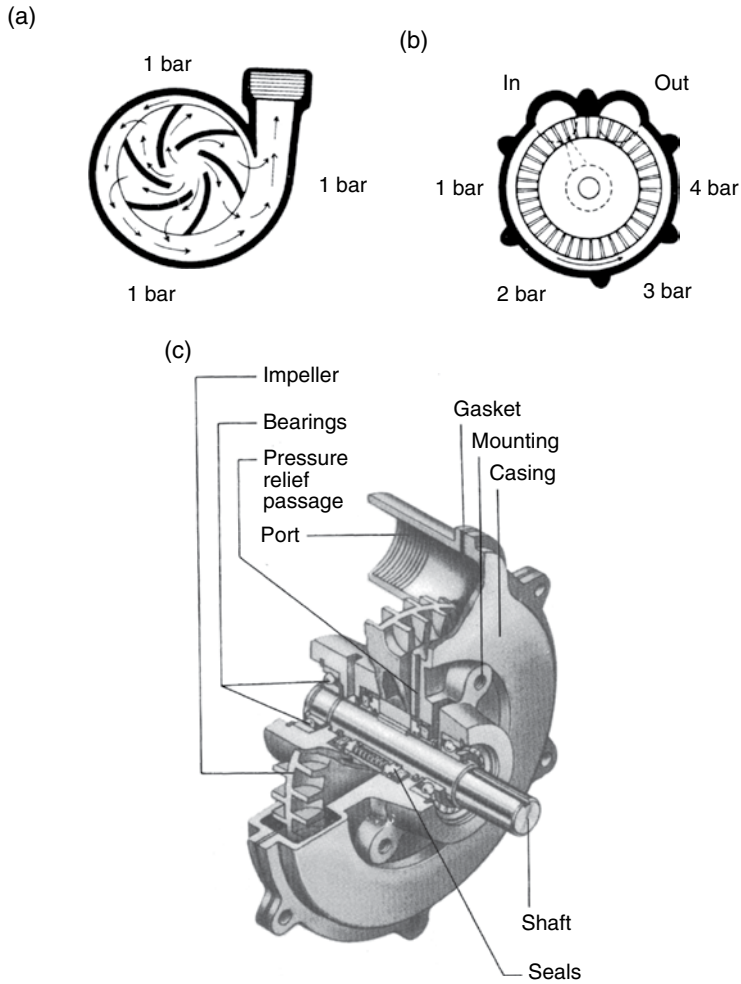 (a)
1 bar
1 bar
1 bar
(b)
In Out
1 bar 4 bar
2 bar 3 bar
(c)
Impeller
Bearings
Pressure
relief
passage
Port
Gasket
Mounting
Casing
Shaft
Seals